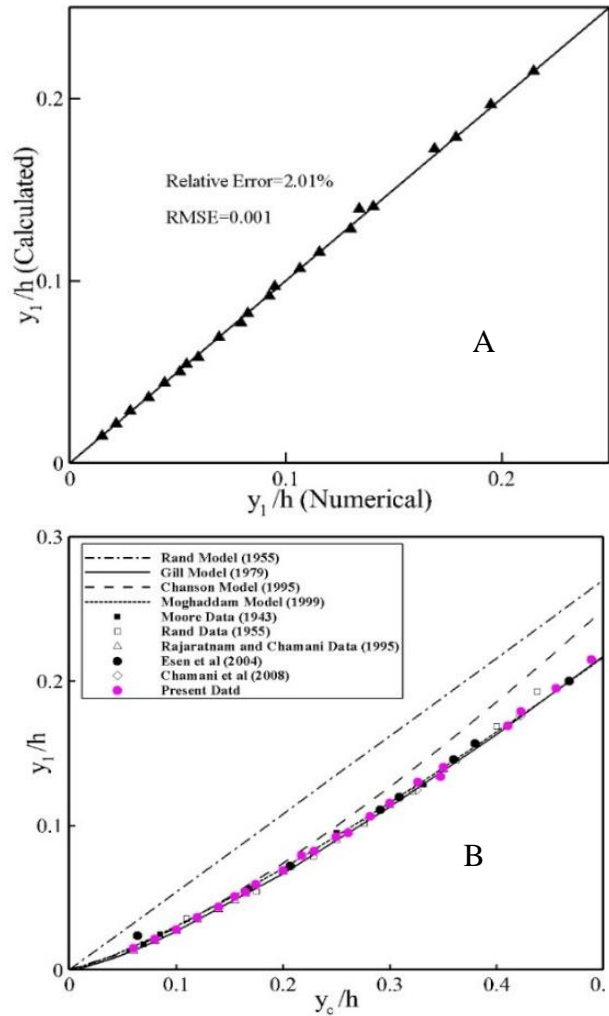 0.2
y1/h (Calculated)
0.1
0
Relative Error=2.01%
RMSE=0.001
A
0.1
0.2
y1/h (Numerical)
0.3
0.2
y1/h
0.1
0
Rand Model (1955)
Gill Model (1979)
Chanson Model (1995)
Moghaddam Model (1999)
Moore Data (1943)
Rand Data (1955)
Rajaratnam and Chamani Data (1995)
Esen et al (2004)
Chamani et al (2008)
Present Datd
B
0
0.1
0.2
0.3
0.4
0.
yc/h